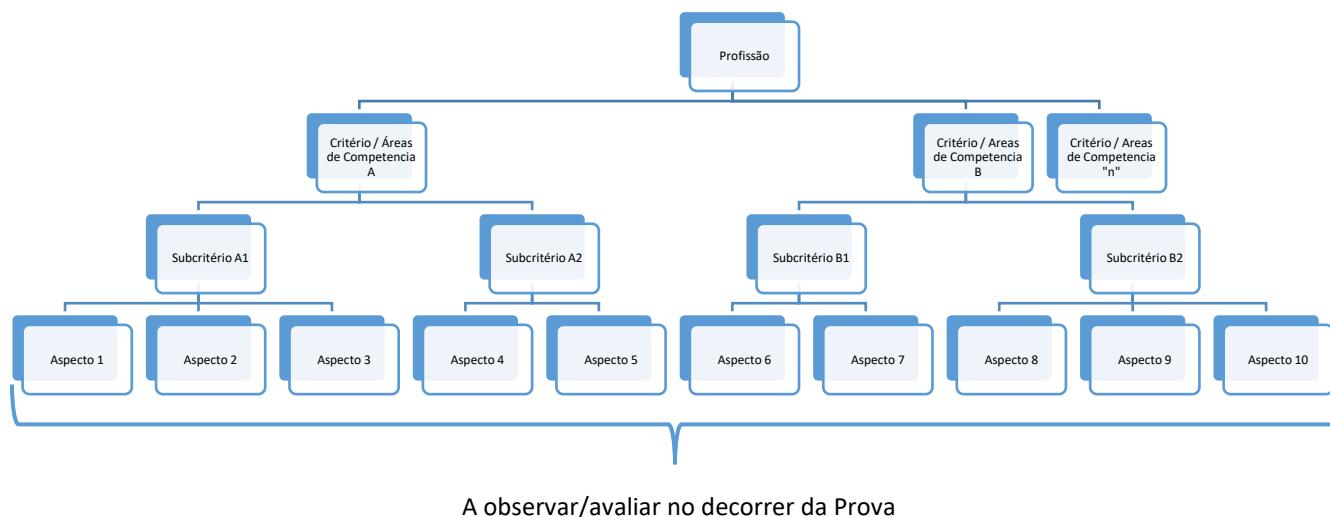 Profissão
Critério / Áreas
de Competencia
A
Critério / Areas
de Competencia
B
Critério / Areas
de Competencia
"n"
Subcritério A1
Subcritério A2
Subcritério B1
Subcritério B2
Aspecto 1
Aspecto 2
Aspecto 3
Aspecto 4
Aspecto 5
Aspecto 6
Aspecto 7
Aspecto 8
Aspecto 9
Aspecto 10
A observar/avaliar no decorrer da Prova